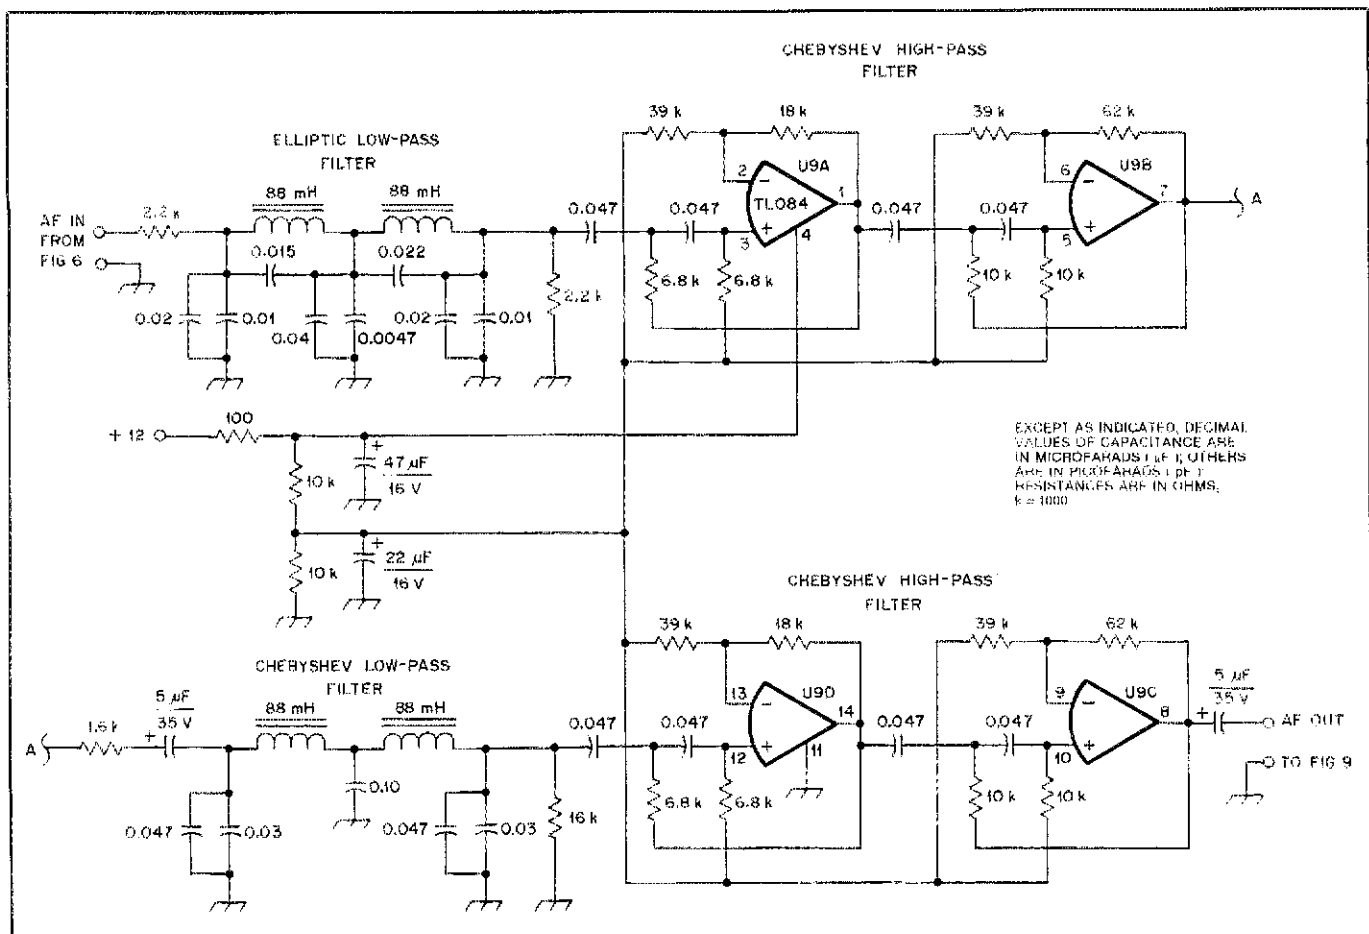 CHEBYSHEV HIGH-PASS
FILTER
39 k
18 k
39 k
62 k
ELLIPTIC LOW-PASS
FILTER
U9A
U9B
88 mH
88 mH
2
1
6
7
A
TL084
AF IN
FROM
FIG 6
2.2 k
0.047
0.047
3
4
0.047
0.047
5
0.015
0.022
6.8 k
6.8 k
10 k
10 k
2.2 k
0.02
0.01
0.04
0.0047
0.02
0.01
+12
100
EXCEPT AS INDICATED, DECIMAL
VALUES OF CAPACITANCE ARE
IN MICROFARADS ( µF ); OTHERS
ARE IN PICOFARADS ( pF );
RESISTANCES ARE IN OHMS;
k = 1000
+
47 µF
16 V
10 k
+
22 µF
16 V
10 k
CHEBYSHEV HIGH-PASS
FILTER
39 k
18 k
39 k
62 k
CHEBYSHEV LOW-PASS
FILTER
U9D
U9C
5 µF
35 V
88 mH
88 mH
13
14
9
8
5 µF
35 V
A
1.6 k
+
0.047
0.047
12
11
0.047
0.047
10
+
AF OUT
TO FIG 9
0.10
6.8 k
6.8 k
10 k
10 k
0.047
0.03
0.047
0.03
16 k